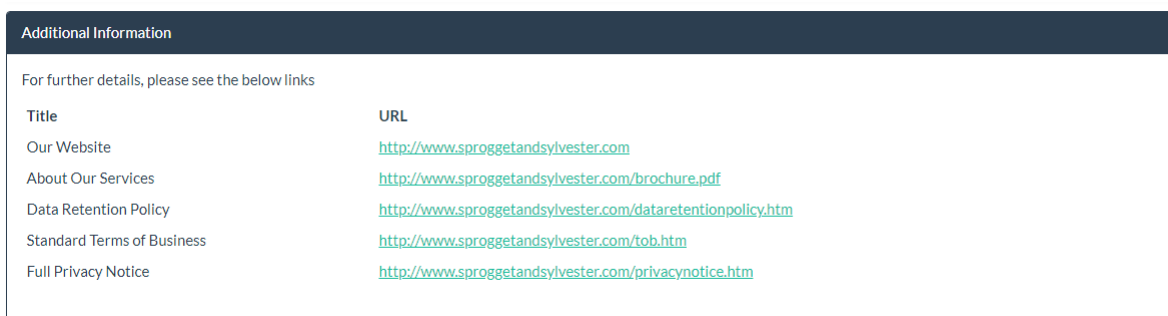 Additional Information
For further details, please see the below links
Title URL
Our Website http://www.sproggetandsylvester.com
About Our Services http://www.sproggetandsylvester.com/brochure.pdf
Data Retention Policy http://www.sproggetandsylvester.com/dataretentionpolicy.htm
Standard Terms of Business http://www.sproggetandsylvester.com/tob.htm
Full Privacy Notice http://www.sproggetandsylvester.com/privacynotice.htm